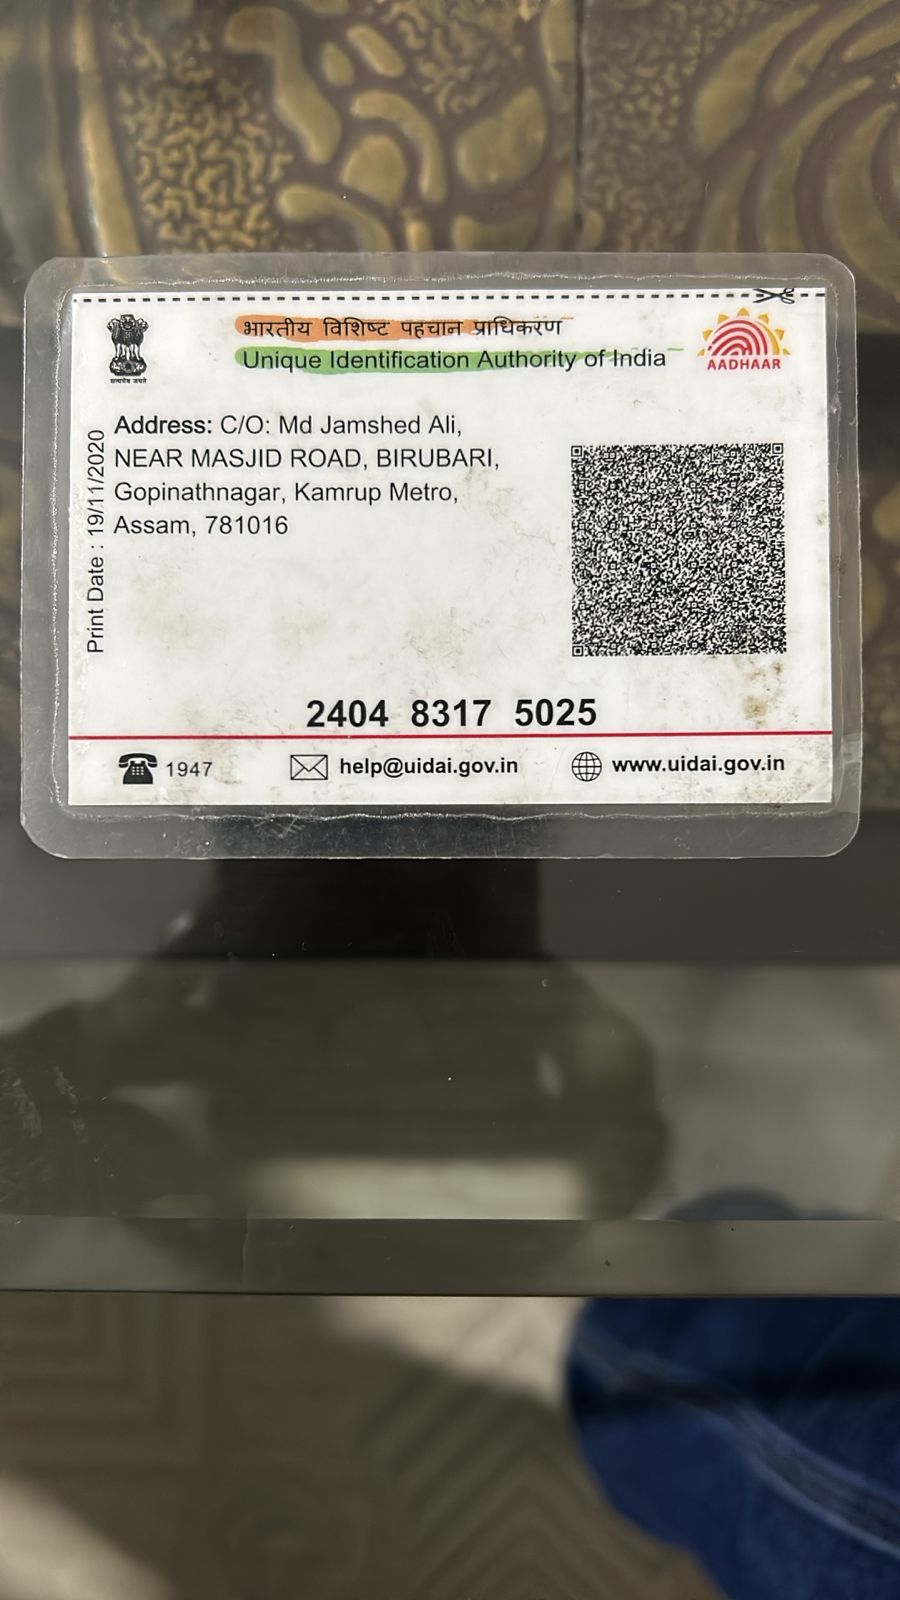 भारतीय विशिष्ट पहचान प्राधिकरण
Unique Identification Authority of India
सत्यमेव जयते
AADHAAR
Print Date : 19/11/2020
Address: C/O: Md Jamshed Ali,
NEAR MASJID ROAD, BIRUBARI,
Gopinathnagar, Kamrup Metro,
Assam, 781016
2404 8317 5025
1947
help@uidai.gov.in
www.uidai.gov.in